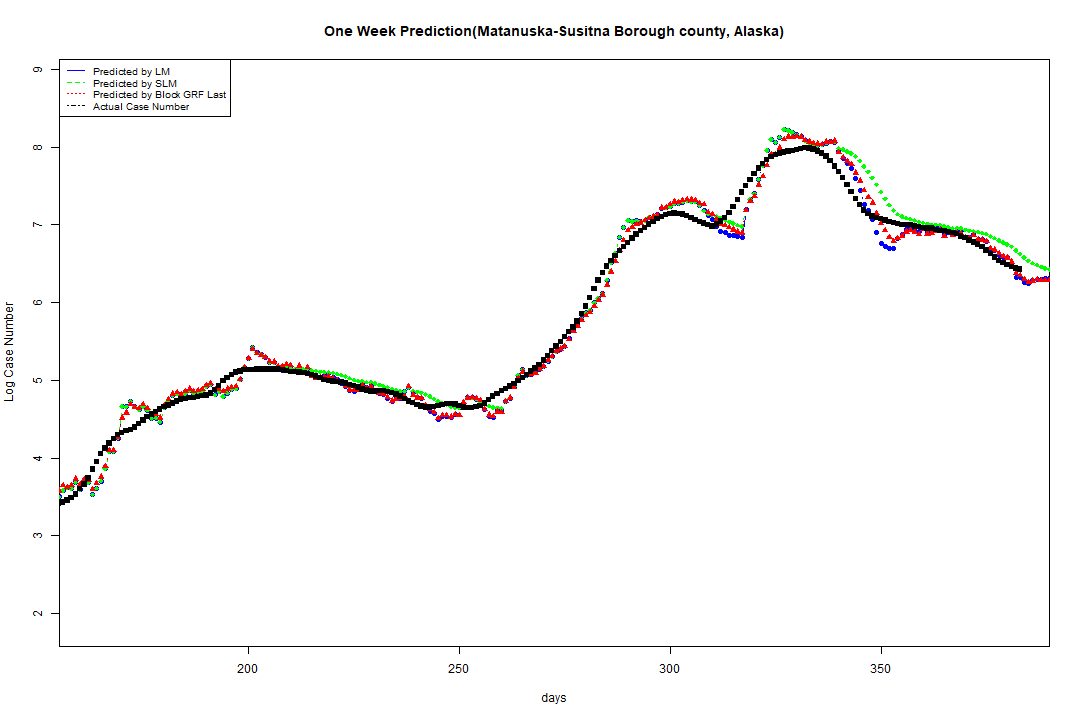 One Week Prediction(Matanuska-Susitna Borough county, Alaska)
Predicted by LM
Predicted by SLM
Predicted by Block GRF Last
Actual Case Number
9
8
7
6
5
4
3
2
Log Case Number
200
250
300
350
days